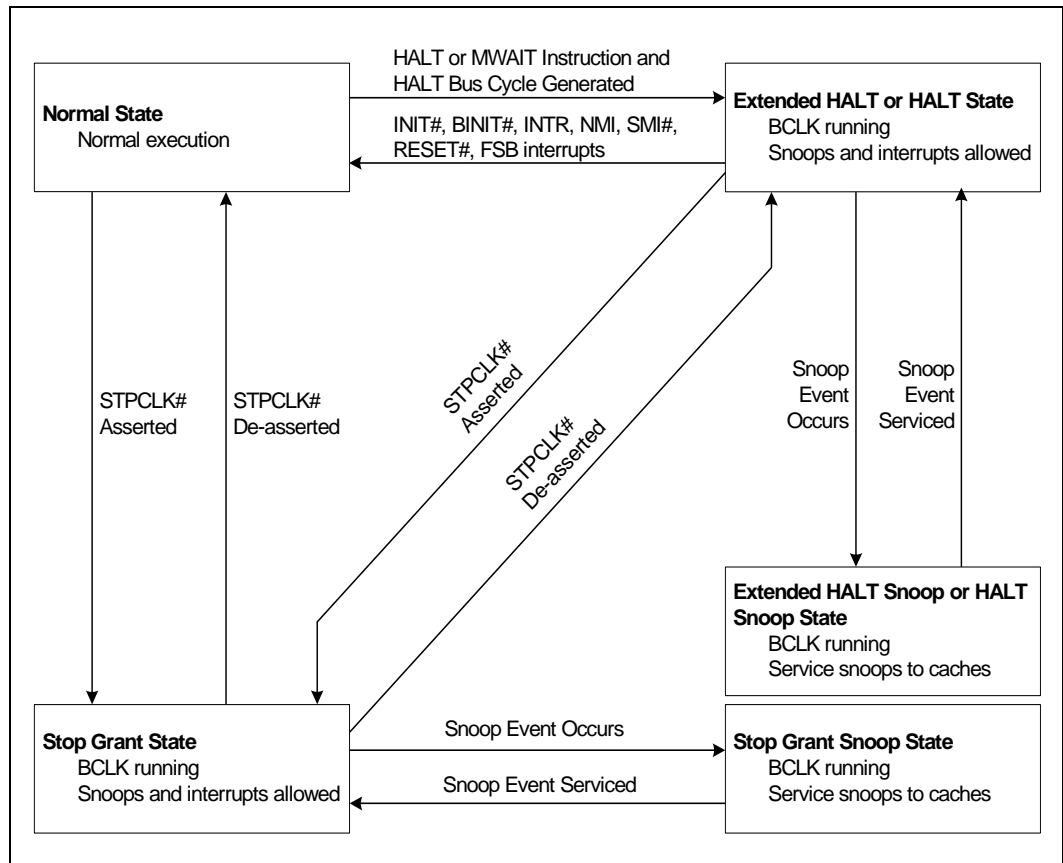 HALT or MWAIT Instruction and
HALT Bus Cycle Generated
Normal State
Normal execution
INIT#, BINIT#, INTR, NMI, SMI#,
RESET#, FSB interrupts
Extended HALT or HALT State
BCLK running
Snoops and interrupts allowed
STPCLK#
Asserted
STPCLK#
De-asserted
STPCLK#
Asserted
STPCLK#
De-asserted
Snoop
Event
Occurs
Snoop
Event
Serviced
Extended HALT Snoop or HALT
Snoop State
BCLK running
Service snoops to caches
Stop Grant State
BCLK running
Snoops and interrupts allowed
Snoop Event Occurs
Snoop Event Serviced
Stop Grant Snoop State
BCLK running
Service snoops to caches